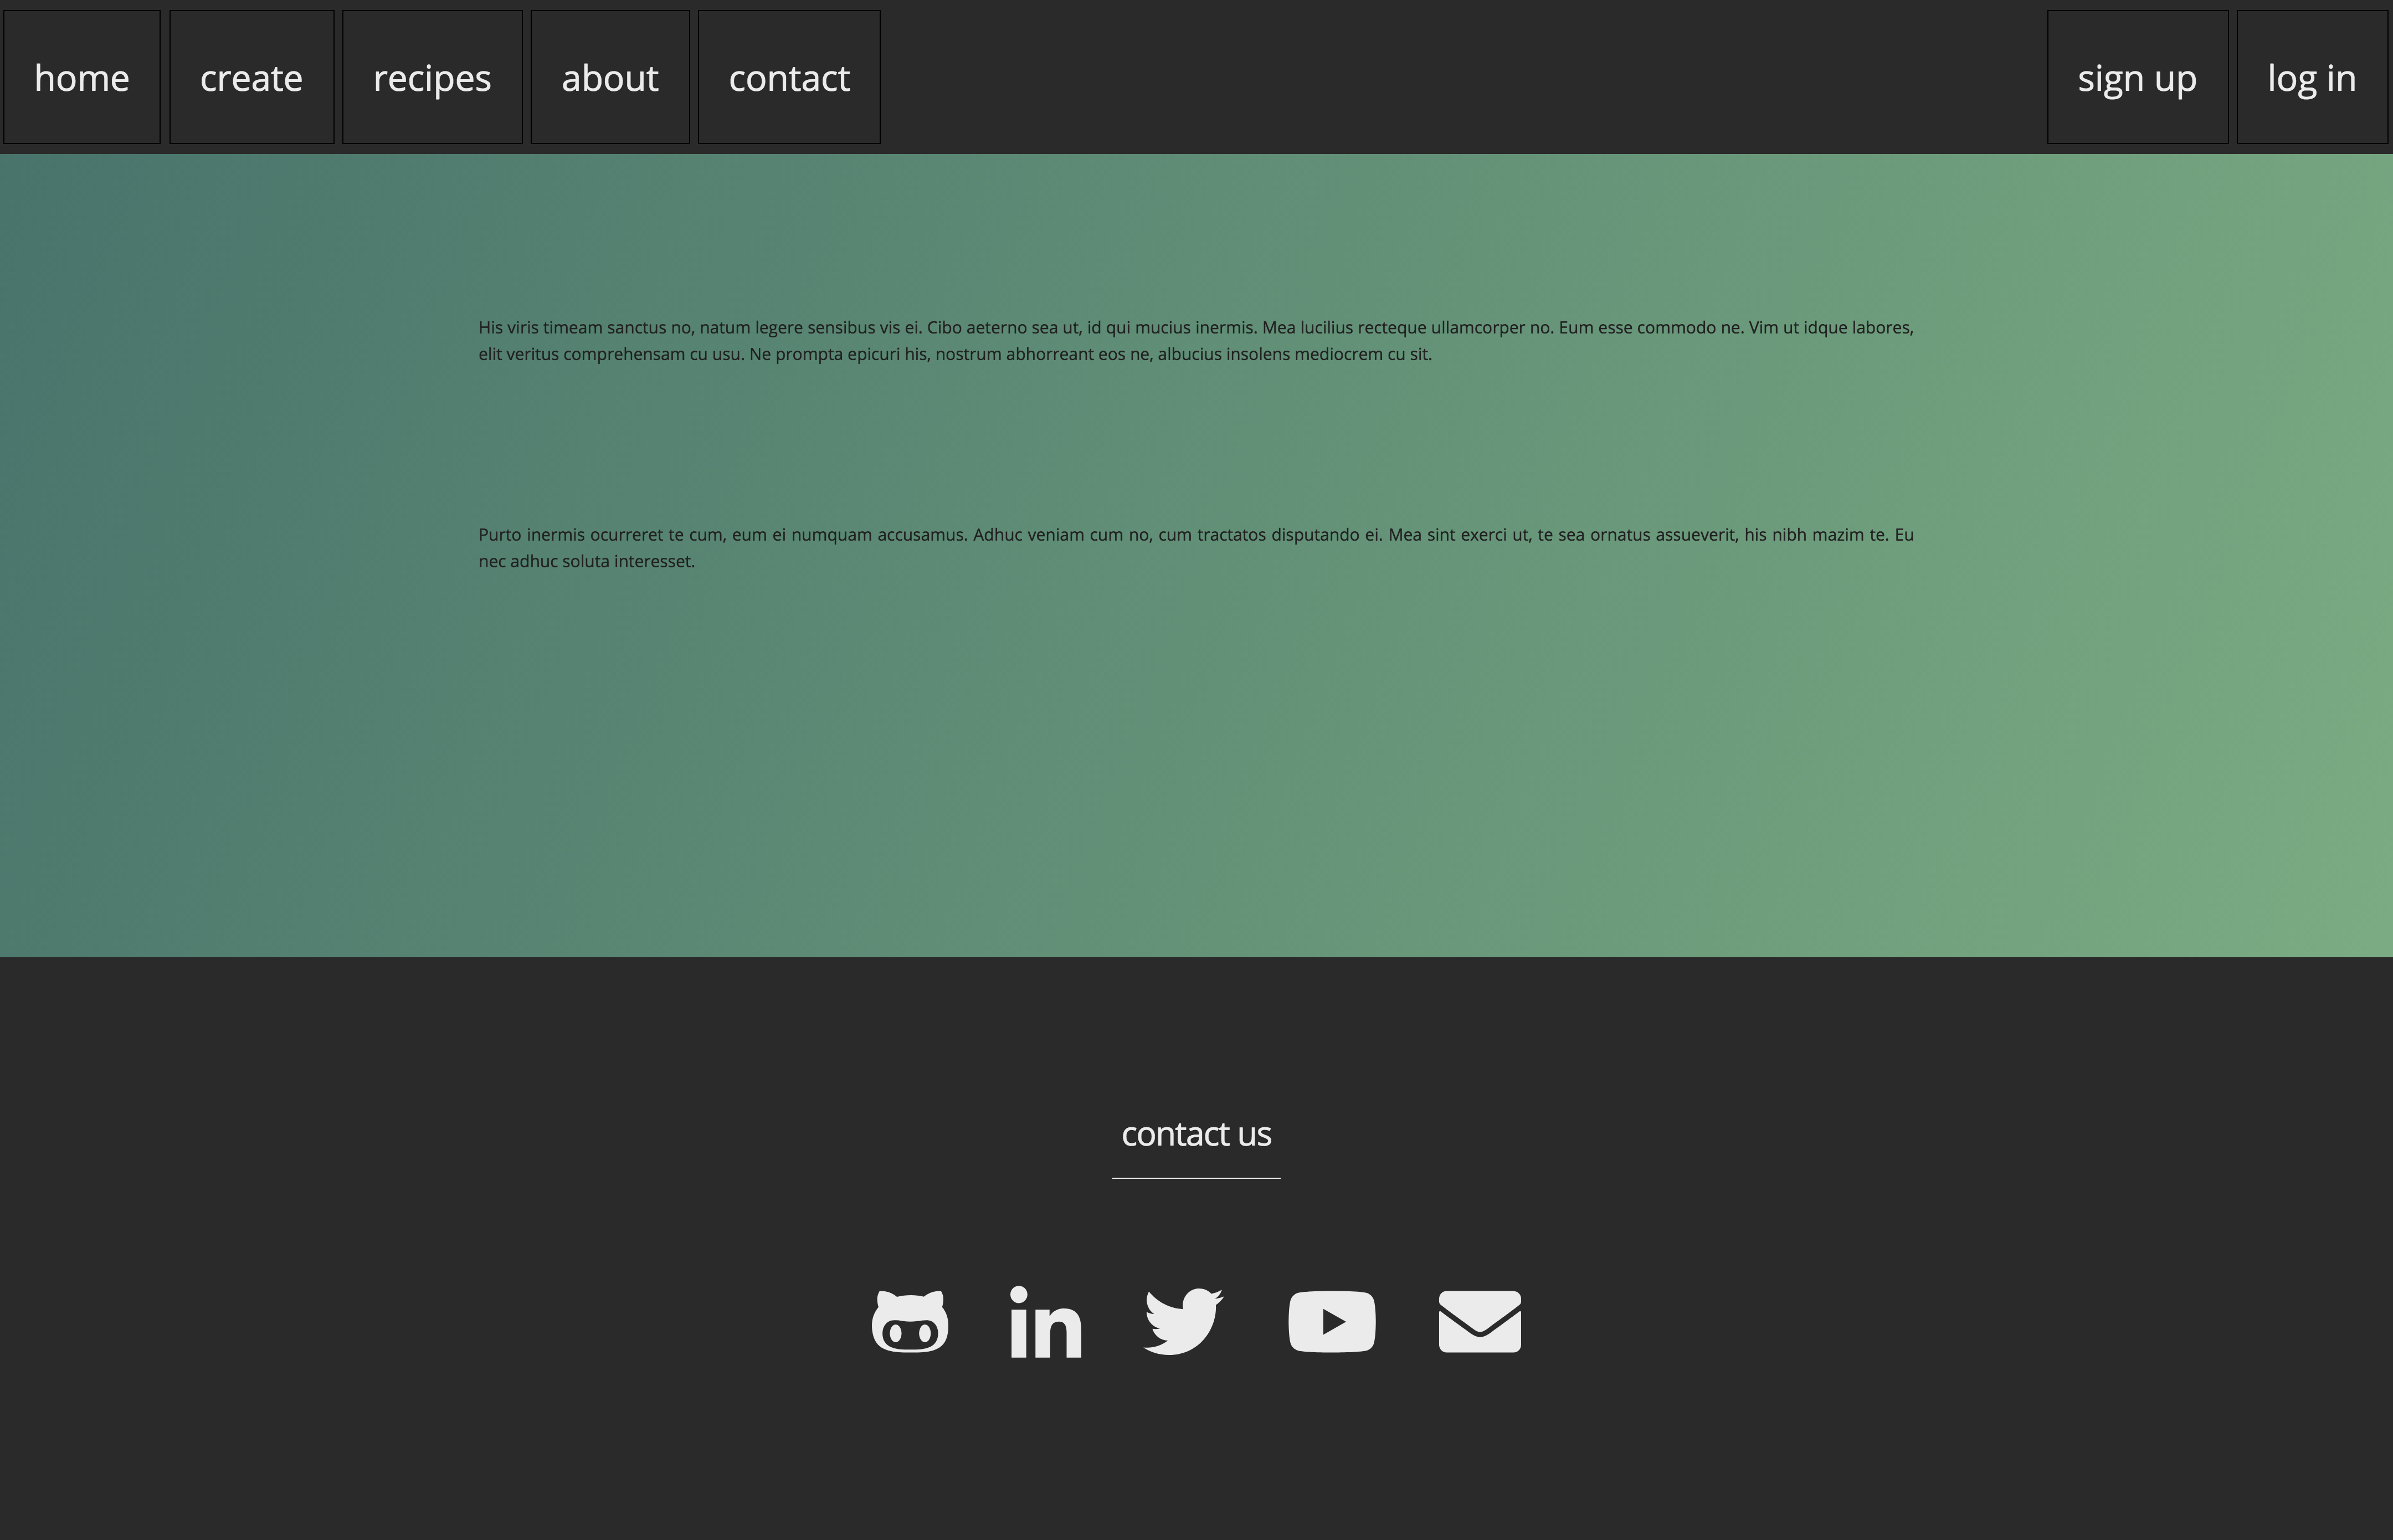 home create recipes about contact sign up log in
His viris timeam sanctus no, natum legere sensibus vis ei. Cibo aeterno sea ut, id qui mucius inermis. Mea lucilius recteque ullamcorper no. Eum esse commodo ne. Vim ut idque labores,
elit veritus comprehensam cu usu. Ne prompta epicuri his, nostrum abhorreant eos ne, albucius insolens mediocrem cu sit.
Purto inermis ocurreret te cum, eum ei numquam accusamus. Adhuc veniam cum no, cum tractatos disputando ei. Mea sint exerci ut, te sea ornatus assueverit, his nibh mazim te. Eu
nec adhuc soluta interesset.
contact us
in